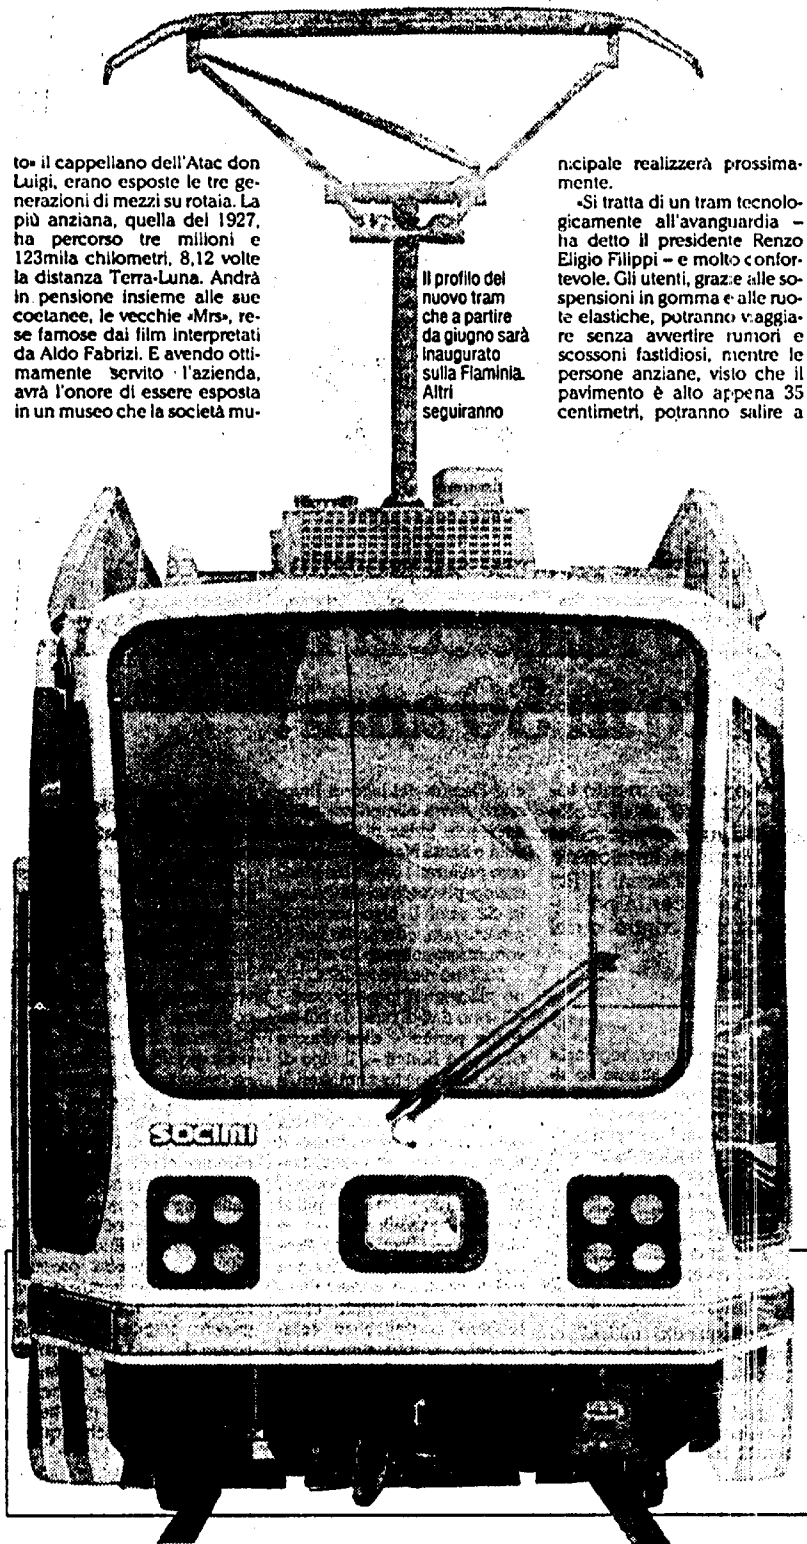 to» il cappellano dell'Atac don
Luigi, erano esposte le tre ge-
nerazioni di mezzi su rotaia. La
più anziana, quella del 1927,
ha percorso tre milioni e
123mila chilometri, 8,12 volte
la distanza Terra-Luna. Andrà
in pensione insieme alle sue
coetanee, le vecchie «Mrs», re-
se famose dai film interpretati
da Aldo Fabrizi. E avendo otti-
mamente servito l'azienda,
avrà l'onore di essere esposta
in un museo che la società mu-
Il profilo del
nuovo tram
che a partire
da giugno sarà
inaugurato
sulla Flaminia.
Altri
seguiranno
nicipale realizzerà prossima-
mente.
«Si tratta di un tram tecnolo-
gicamente all'avanguardia –
ha detto il presidente Renzo
Eligio Filippi – e molto confor-
tevole. Gli utenti, grazie alle so-
spensioni in gomma e alle ruo-
te elastiche, potranno viaggia-
re senza avvertire rumori e
scossoni fastidiosi, mentre le
persone anziane, visto che il
pavimento è alto appena 35
centimetri, potranno salire a
socimi